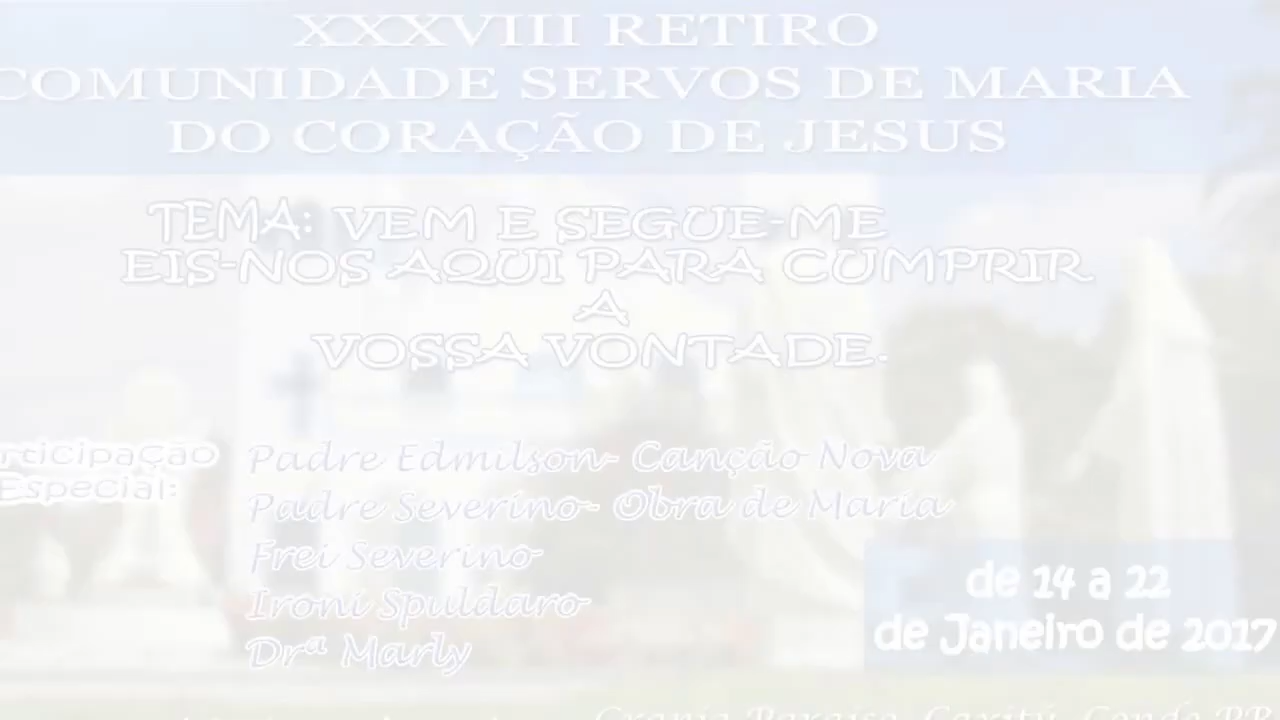 XXXVIII RETIRO
COMUNIDADE SERVOS DE MARIA
DO CORAÇÃO DE JESUS
TEMA: VEM E SEGUE-ME
EIS-NOS AQUI PARA CUMPRIR
A
VOSSA VONTADE.
rticipação
Especial:
Padre Edmilson- Canção Nova
Padre Severino- Obra de Maria
Frei Severino
Ironi Spuldaro
Drª Marly
de 14 a 22
de Janeiro de 2017